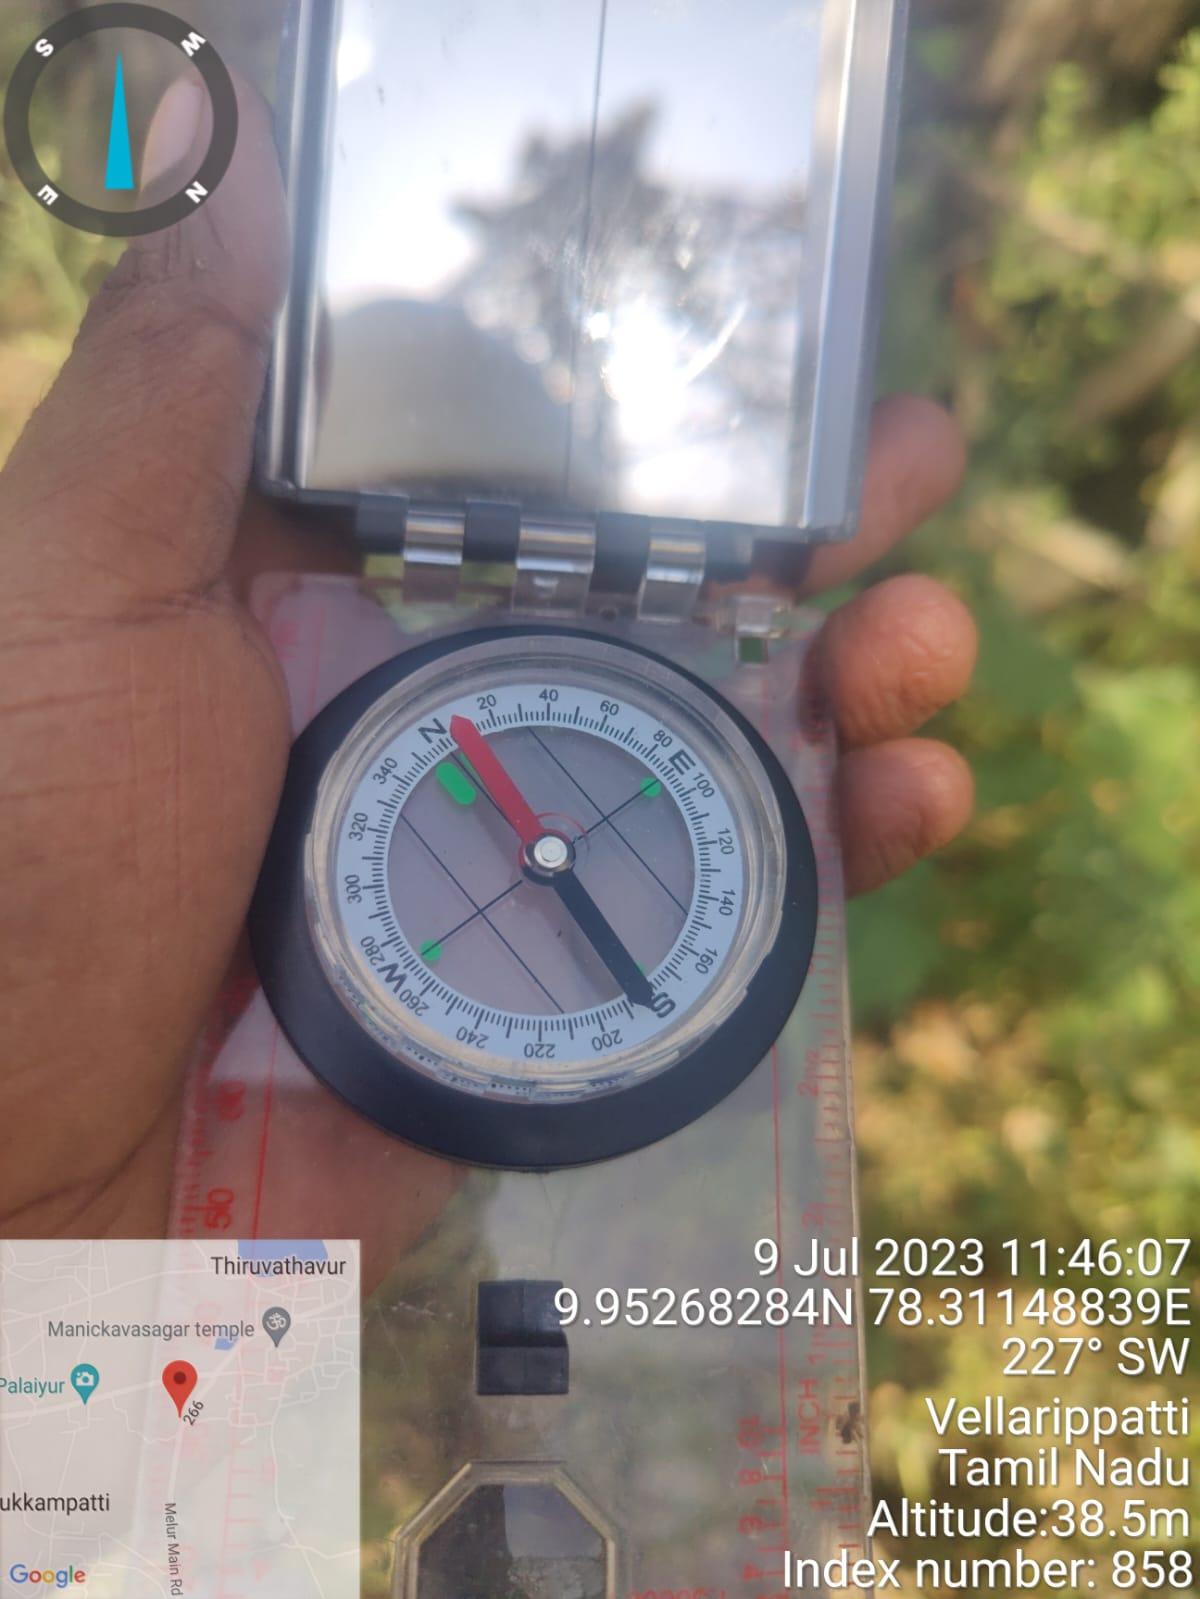 S
W
E
N
20
40
60
80
E
100
120
140
160
S
200
220
240
260
W
280
300
320
340
N
50
INCH 1
Thiruvathavur
Manickavasagar temple
Palaiyur
266
ukkampatti
Melur Main Rd
Google
9 Jul 2023 11:46:07
9.95268284N 78.31148839E
227° SW
Vellarippatti
Tamil Nadu
Altitude:38.5m
Index number: 858